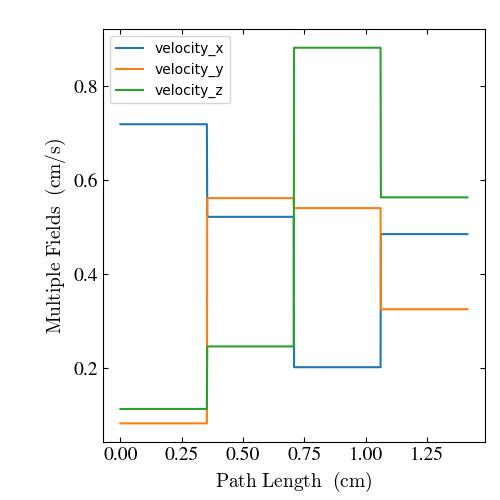 velocity_x
velocity_y
velocity_z
Multiple Fields (cm/s)
0.8
0.6
0.4
0.2
0.00 0.25 0.50 0.75 1.00 1.25
Path Length (cm)